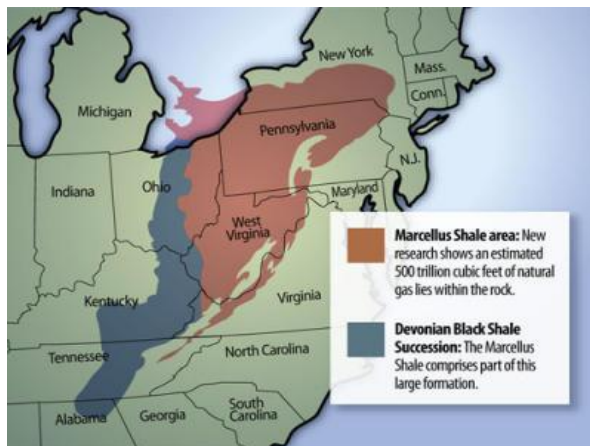 New York
Mass.
Michigan
Conn.
Pennsylvania
N.J.
Ohio
Indiana
Maryland
West
Virginia
Marcellus Shale area: New
research shows an estimated
500 trillion cubic feet of natural
gas lies within the rock.
Kentucky
Virginia
Devonian Black Shale
Succession: The Marcellus
Shale comprises part of this
large formation.
Tennessee
North Carolina
Alabama
Georgia
South
Carolina